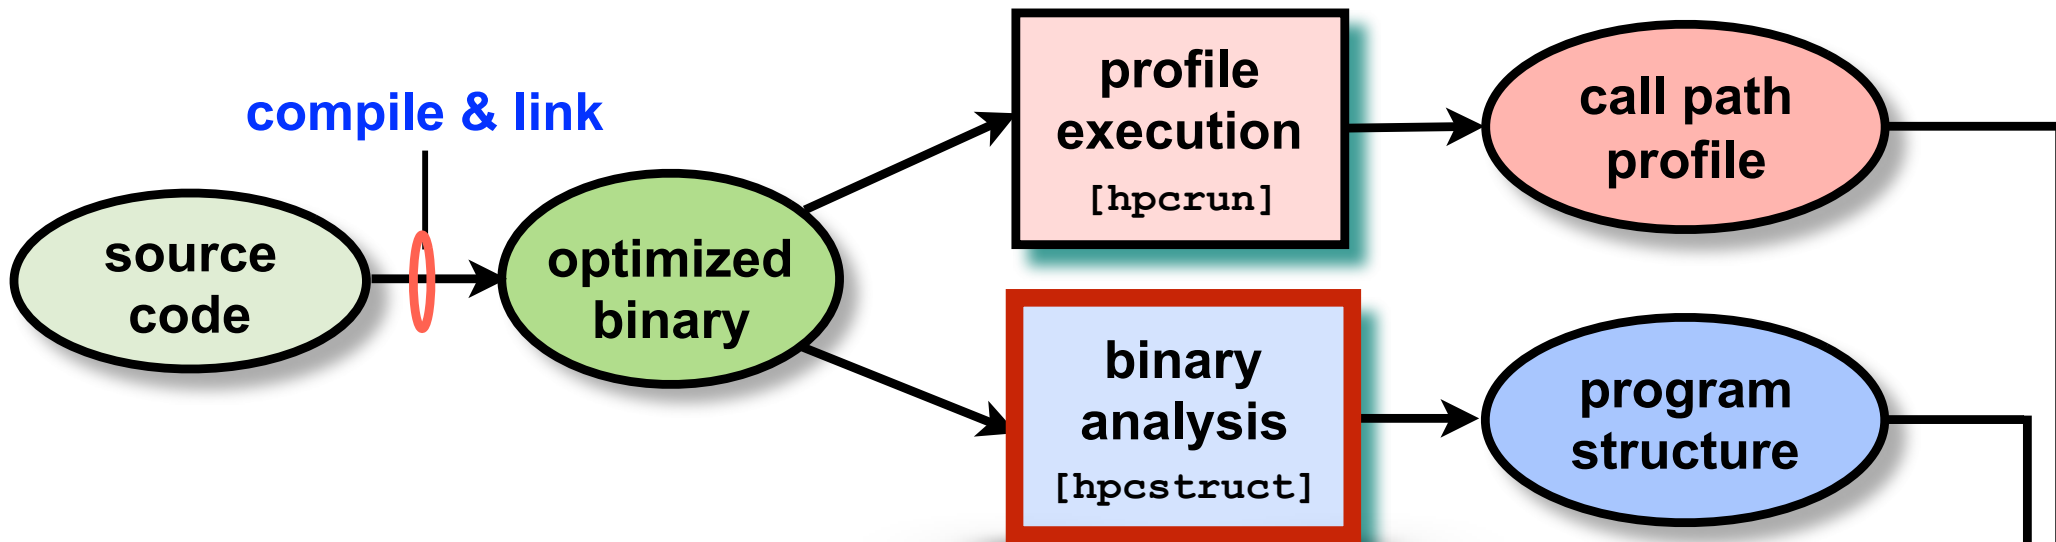 compile & link
source
code
optimized
binary
profile
execution
[hpcrun]
call path
profile
binary
analysis
[hpcstruct]
program
structure